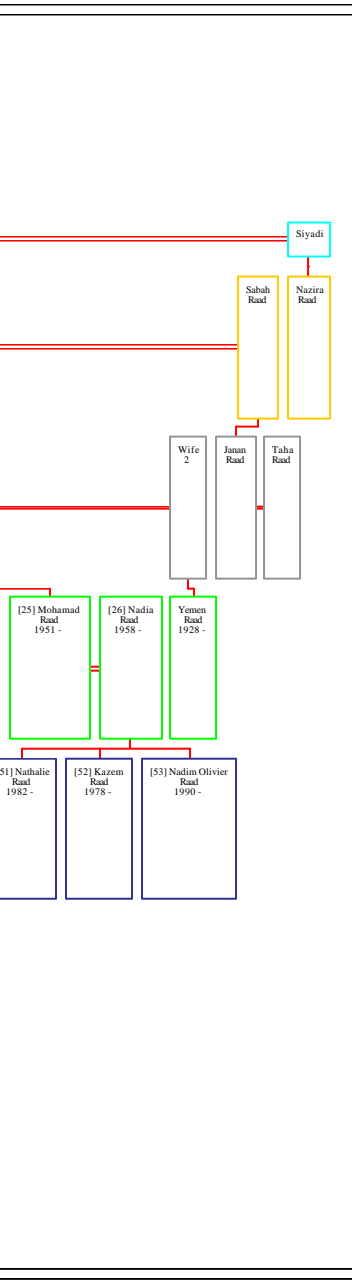 Siyadi
Sabah
Raad
Nazira
Raad
Wife
2
Janan
Raad
Taha
Raad
[25] Mohamad
Raad
1951 -
[26] Nadia
Raad
1958 -
Yemen
Raad
1928 -
51] Nathalie
Raad
1982 -
[52] Kazem
Raad
1978 -
[53] Nadim Olivier
Raad
1990 -